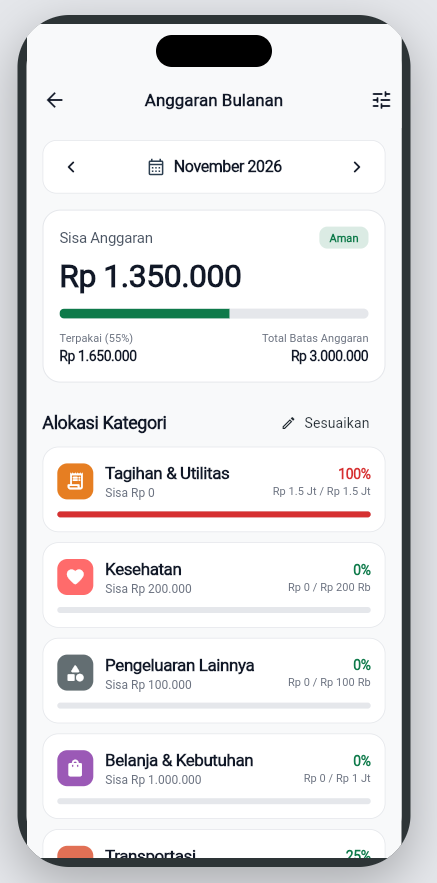 Anggaran Bulanan
November 2026
Sisa Anggaran
Aman
Rp 1.350.000
Terpakai (55%)
Total Batas Anggaran
Rp 1.650.000
Rp 3.000.000
Alokasi Kategori
Sesuaikan
Tagihan & Utilitas
100%
Sisa Rp 0
Rp 1.5 Jt / Rp 1.5 Jt
Kesehatan
0%
Sisa Rp 200.000
Rp 0 / Rp 200 Rb
Pengeluaran Lainnya
0%
Sisa Rp 100.000
Rp 0 / Rp 100 Rb
Belanja & Kebutuhan
0%
Sisa Rp 1.000.000
Rp 0 / Rp 1 Jt
Transportasi
25%